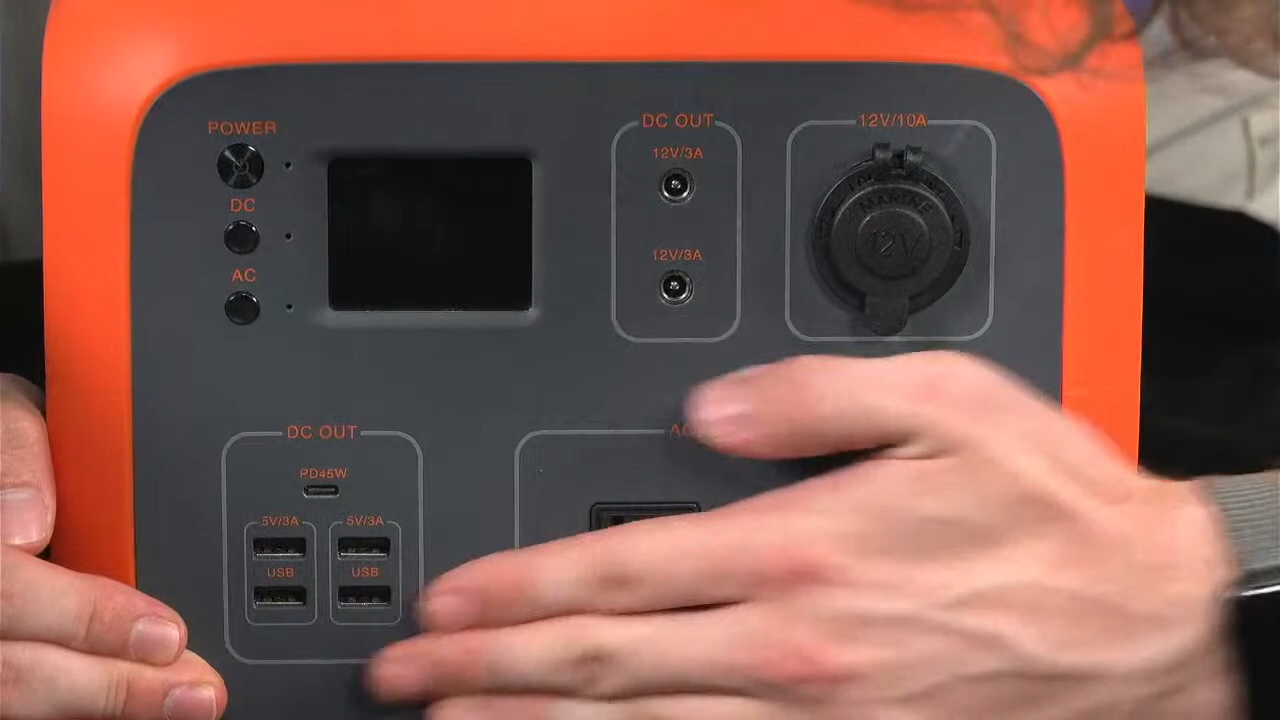 POWER
DC
AC
DC OUT
12V/3A
12V/3A
12V/10A
MARINE
12V
DC OUT
PD45W
5V/3A
5V/3A
USB
USB